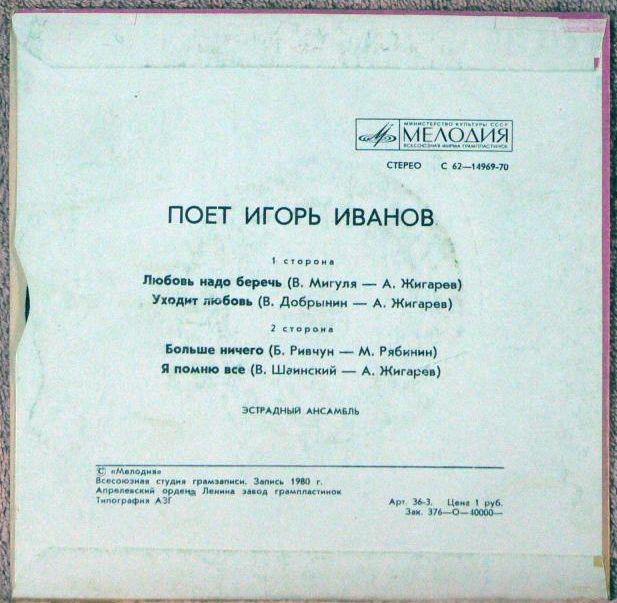 МИНИСТЕРСТВО КУЛЬТУРЫ СССР
МЕЛОДИЯ
ВСЕСОЮЗНАЯ ФИРМА ГРАМПЛАСТИНОК
СТЕРЕО С 62—14969-70
ПОЕТ ИГОРЬ ИВАНОВ
1 сторона
Любовь надо беречь (В. Мигуля — А. Жигарев)
Уходит любовь (В. Добрынин — А. Жигарев)
2 сторона
Больше ничего (Б. Ривчун — М. Рябинин)
Я помню все (В. Шаинский — А. Жигарев)
ЭСТРАДНЫЙ АНСАМБЛЬ
© «Мелодия»
Всесоюзная студия грамзаписи. Запись 1980 г.
Апрелевский ордена Ленина завод грампластинок
Типография АЗГ
Арт. 36-3. Цена 1 руб.
Зак. 376—О—40000—